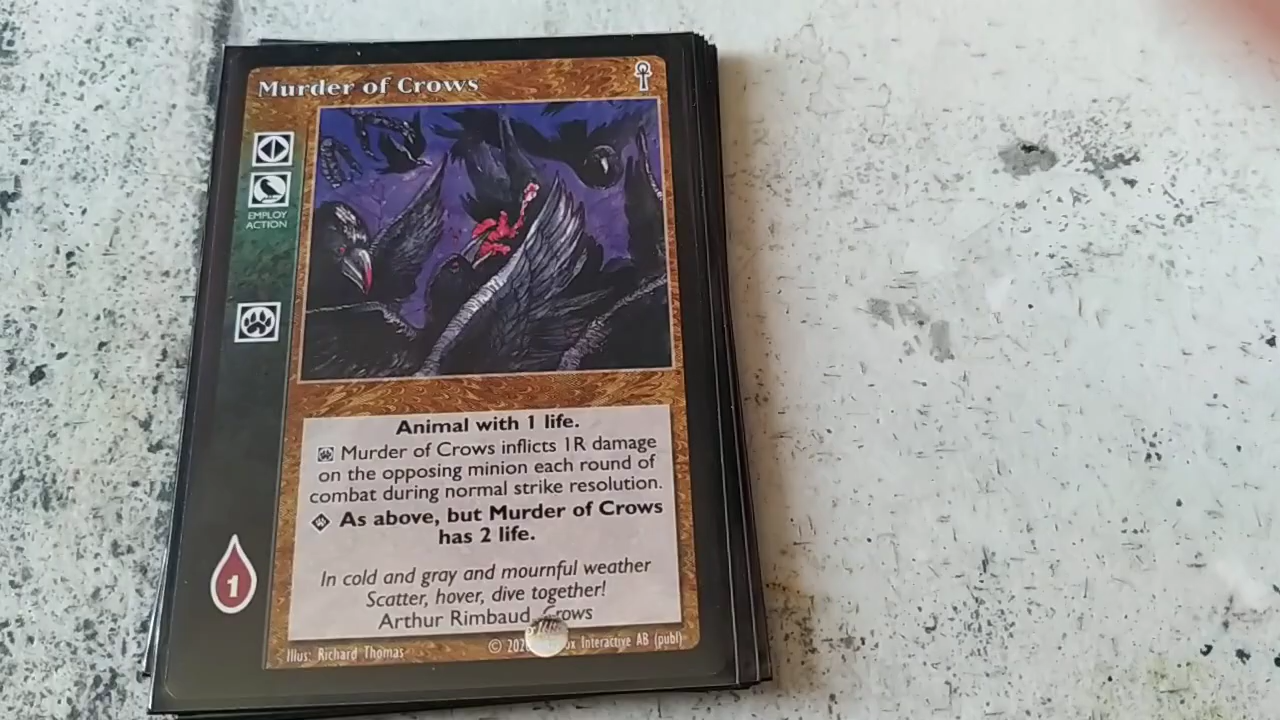 Murder of Crows
EMPLOY
ACTION
Animal with 1 life.
Murder of Crows inflicts 1R damage
on the opposing minion each round of
combat during normal strike resolution.
As above, but Murder of Crows
has 2 life.
In cold and gray and mournful weather
Scatter, hover, dive together!
Arthur Rimbaud, Crows
1
Illus: Richard Thomas
© Interactive AB (publ)